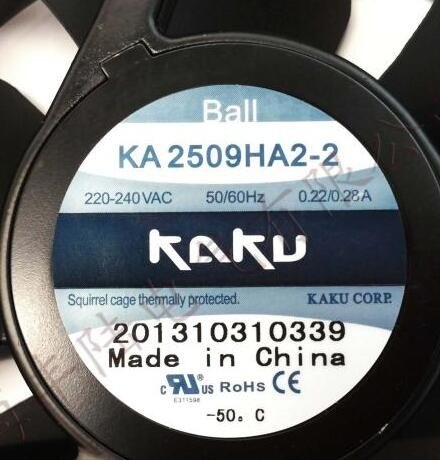 Ball
KA 2509HA2-2
220-240VAC 50/60Hz 0.22/0.28A
KAKU
Squirrel cage thermally protected. KAKU CORP.
201310310339
Made in China
c RU US RoHS CE
E311598
-50. C